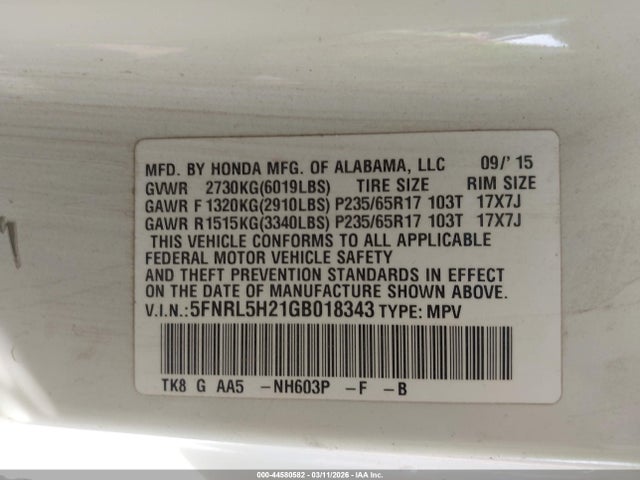 MFD. BY HONDA MFG. OF ALABAMA, LLC 09/'15
GVWR 2730KG(6019LBS) TIRE SIZE RIM SIZE
GAWR F 1320KG(2910LBS) P235/65R17 103T 17X7J
GAWR R1515KG(3340LBS) P235/65R17 103T 17X7J
THIS VEHICLE CONFORMS TO ALL APPLICABLE
FEDERAL MOTOR VEHICLE SAFETY
AND THEFT PREVENTION STANDARDS IN EFFECT
ON THE DATE OF MANUFACTURE SHOWN ABOVE.
V.I.N.:5FNRL5H21GB018343 TYPE: MPV
TK8 G AA5 -NH603P -F -B
000-44580582 - 03/11/2026 - IAAI.COM